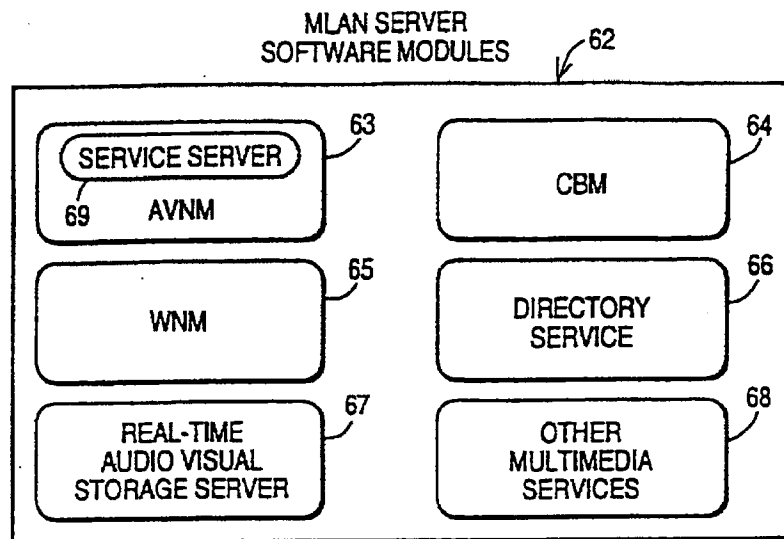 MLAN SERVER
SOFTWARE MODULES
62
63
SERVICE SERVER
69
AVNM
64
CBM
65
WNM
66
DIRECTORY
SERVICE
67
REAL-TIME
AUDIO VISUAL
STORAGE SERVER
68
OTHER
MULTIMEDIA
SERVICES